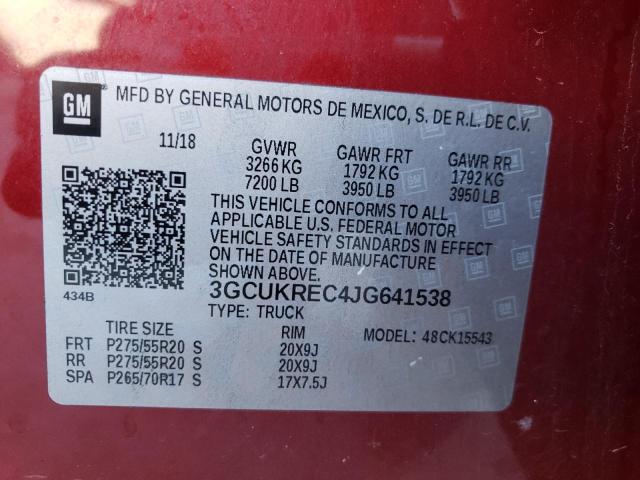 GM MFD BY GENERAL MOTORS DE MEXICO, S. DE R.L. DE C.V.
11/18 GVWR GAWR FRT GAWR RR
3266 KG 1792 KG 1792 KG
7200 LB 3950 LB 3950 LB
THIS VEHICLE CONFORMS TO ALL
APPLICABLE U.S. FEDERAL MOTOR
VEHICLE SAFETY STANDARDS IN EFFECT
ON THE DATE OF MANUFACTURE
SHOWN ABOVE.
434B 3GCUKREC4JG641538
TYPE: TRUCK
TIRE SIZE RIM MODEL: 48CK15543
FRT P275/55R20 S 20X9J
RR P275/55R20 S 20X9J
SPA P265/70R17 S 17X7.5J